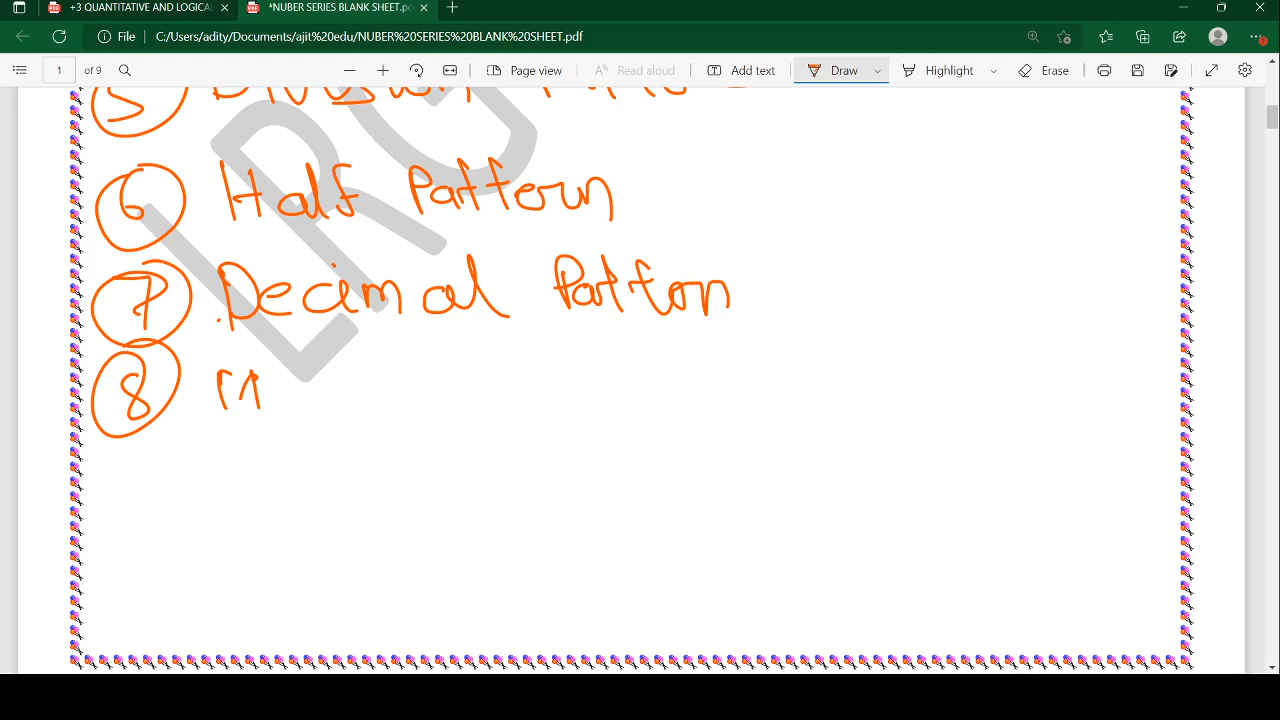 +3 QUANTITATIVE AND LOGICAL
*NUBER SERIES BLANK SHEET.pd
File C:/Users/adity/Documents/ajit%20edu/NUBER%20SERIES%20BLANK%20SHEET.pdf
1 of 9 Page view Read aloud Add text Draw Highlight Erase
5 Division
6 Half Pattern
7 Decimal Pattern
8